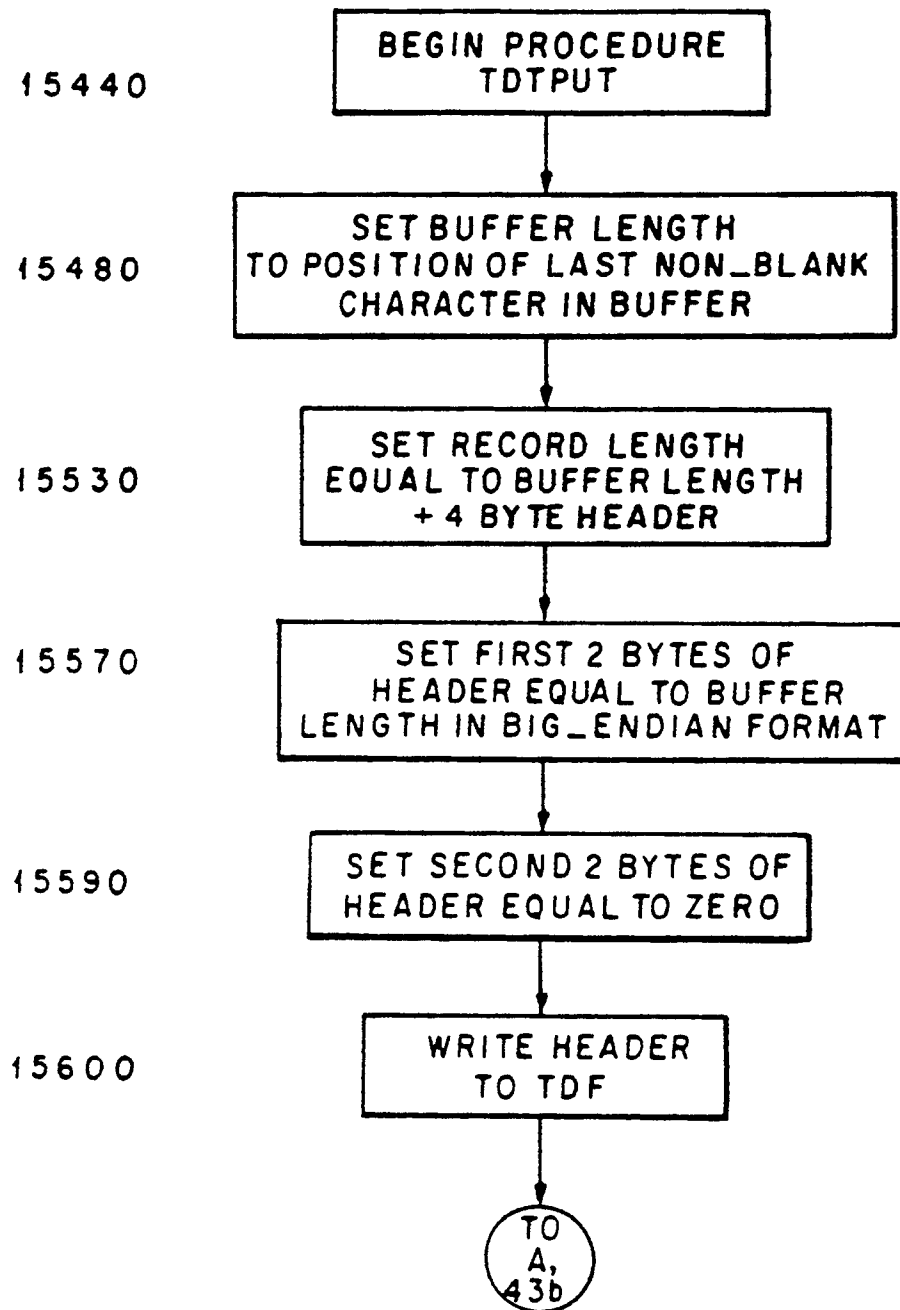 15440
BEGIN PROCEDURE
TDTPUT
15480
SET BUFFER LENGTH
TO POSITION OF LAST NON_BLANK
CHARACTER IN BUFFER
15530
SET RECORD LENGTH
EQUAL TO BUFFER LENGTH
+ 4 BYTE HEADER
15570
SET FIRST 2 BYTES OF
HEADER EQUAL TO BUFFER
LENGTH IN BIG_ENDIAN FORMAT
15590
SET SECOND 2 BYTES OF
HEADER EQUAL TO ZERO
15600
WRITE HEADER
TO TDF
TO
A,
43b